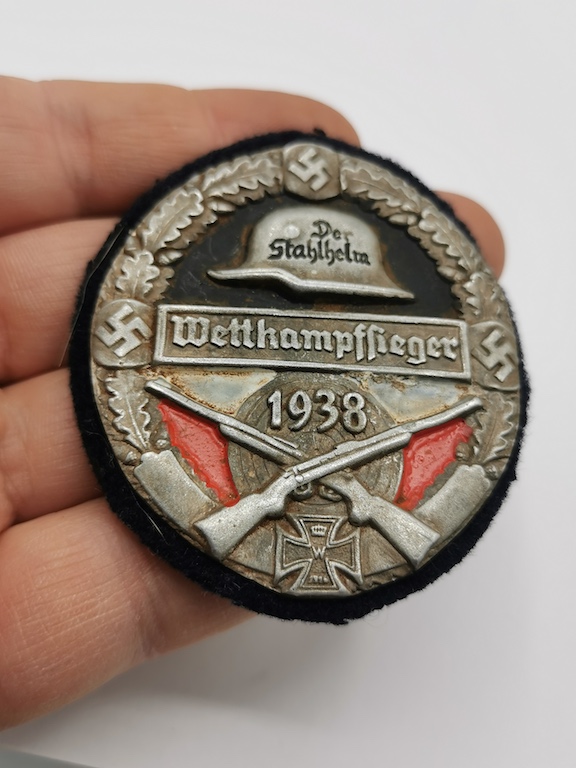 Der
Stahlhelm
Wettkampfsieger
1938
W